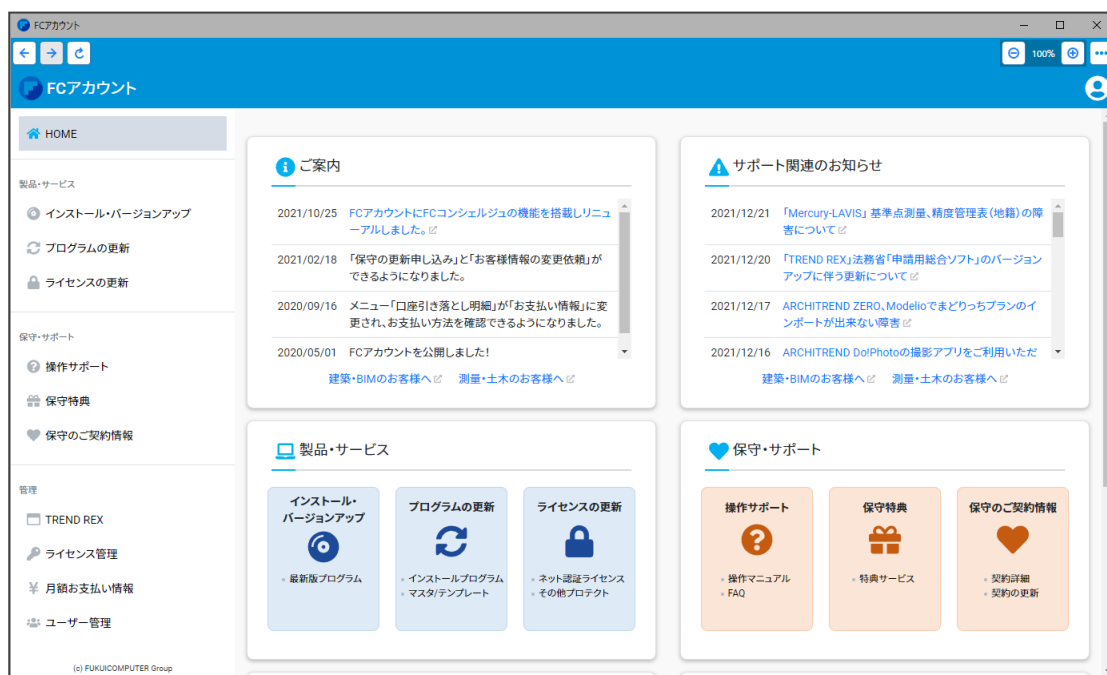 FCアカウント
100%
FCアカウント
HOME
製品・サービス
インストール・バージョンアップ
プログラムの更新
ライセンスの更新
保守・サポート
操作サポート
保守特典
保守のご契約情報
管理
TREND REX
ライセンス管理
月額お支払い情報
ユーザー管理
(c) FUKUICOMPUTER Group
ご案内
2021/10/25 FCアカウントにFCコンシェルジュの機能を搭載しリニュ
ーアルしました。
2021/02/18 「保守の更新申し込み」と「お客様情報の変更依頼」が
できるようになりました。
2020/09/16 メニュー「口座引き落とし明細」が「お支払い情報」に変
更され、お支払い方法を確認できるようになりました。
2020/05/01 FCアカウントを公開しました!
建築・BIMのお客様へ 測量・土木のお客様へ
サポート関連のお知らせ
2021/12/21 「Mercury-LAVIS」 基準点測量、精度管理表(地籍)の障
害について
2021/12/20 「TREND REX」法務省「申請用総合ソフト」のバージョン
アップに伴う更新について
2021/12/17 ARCHITREND ZERO、Modelioでまどりっちプランのイ
ンポートが出来ない障害
2021/12/16 ARCHITREND Do!Photoの撮影アプリをご利用いただ
建築・BIMのお客様へ 測量・土木のお客様へ
製品・サービス
インストール・
バージョンアップ
・最新版プログラム
プログラムの更新
・インストールプログラム
・マスタ/テンプレート
ライセンスの更新
・ネット認証ライセンス
・その他プロテクト
保守・サポート
操作サポート
・操作マニュアル
・FAQ
保守特典
・特典サービス
保守のご契約情報
・契約詳細
・契約の更新